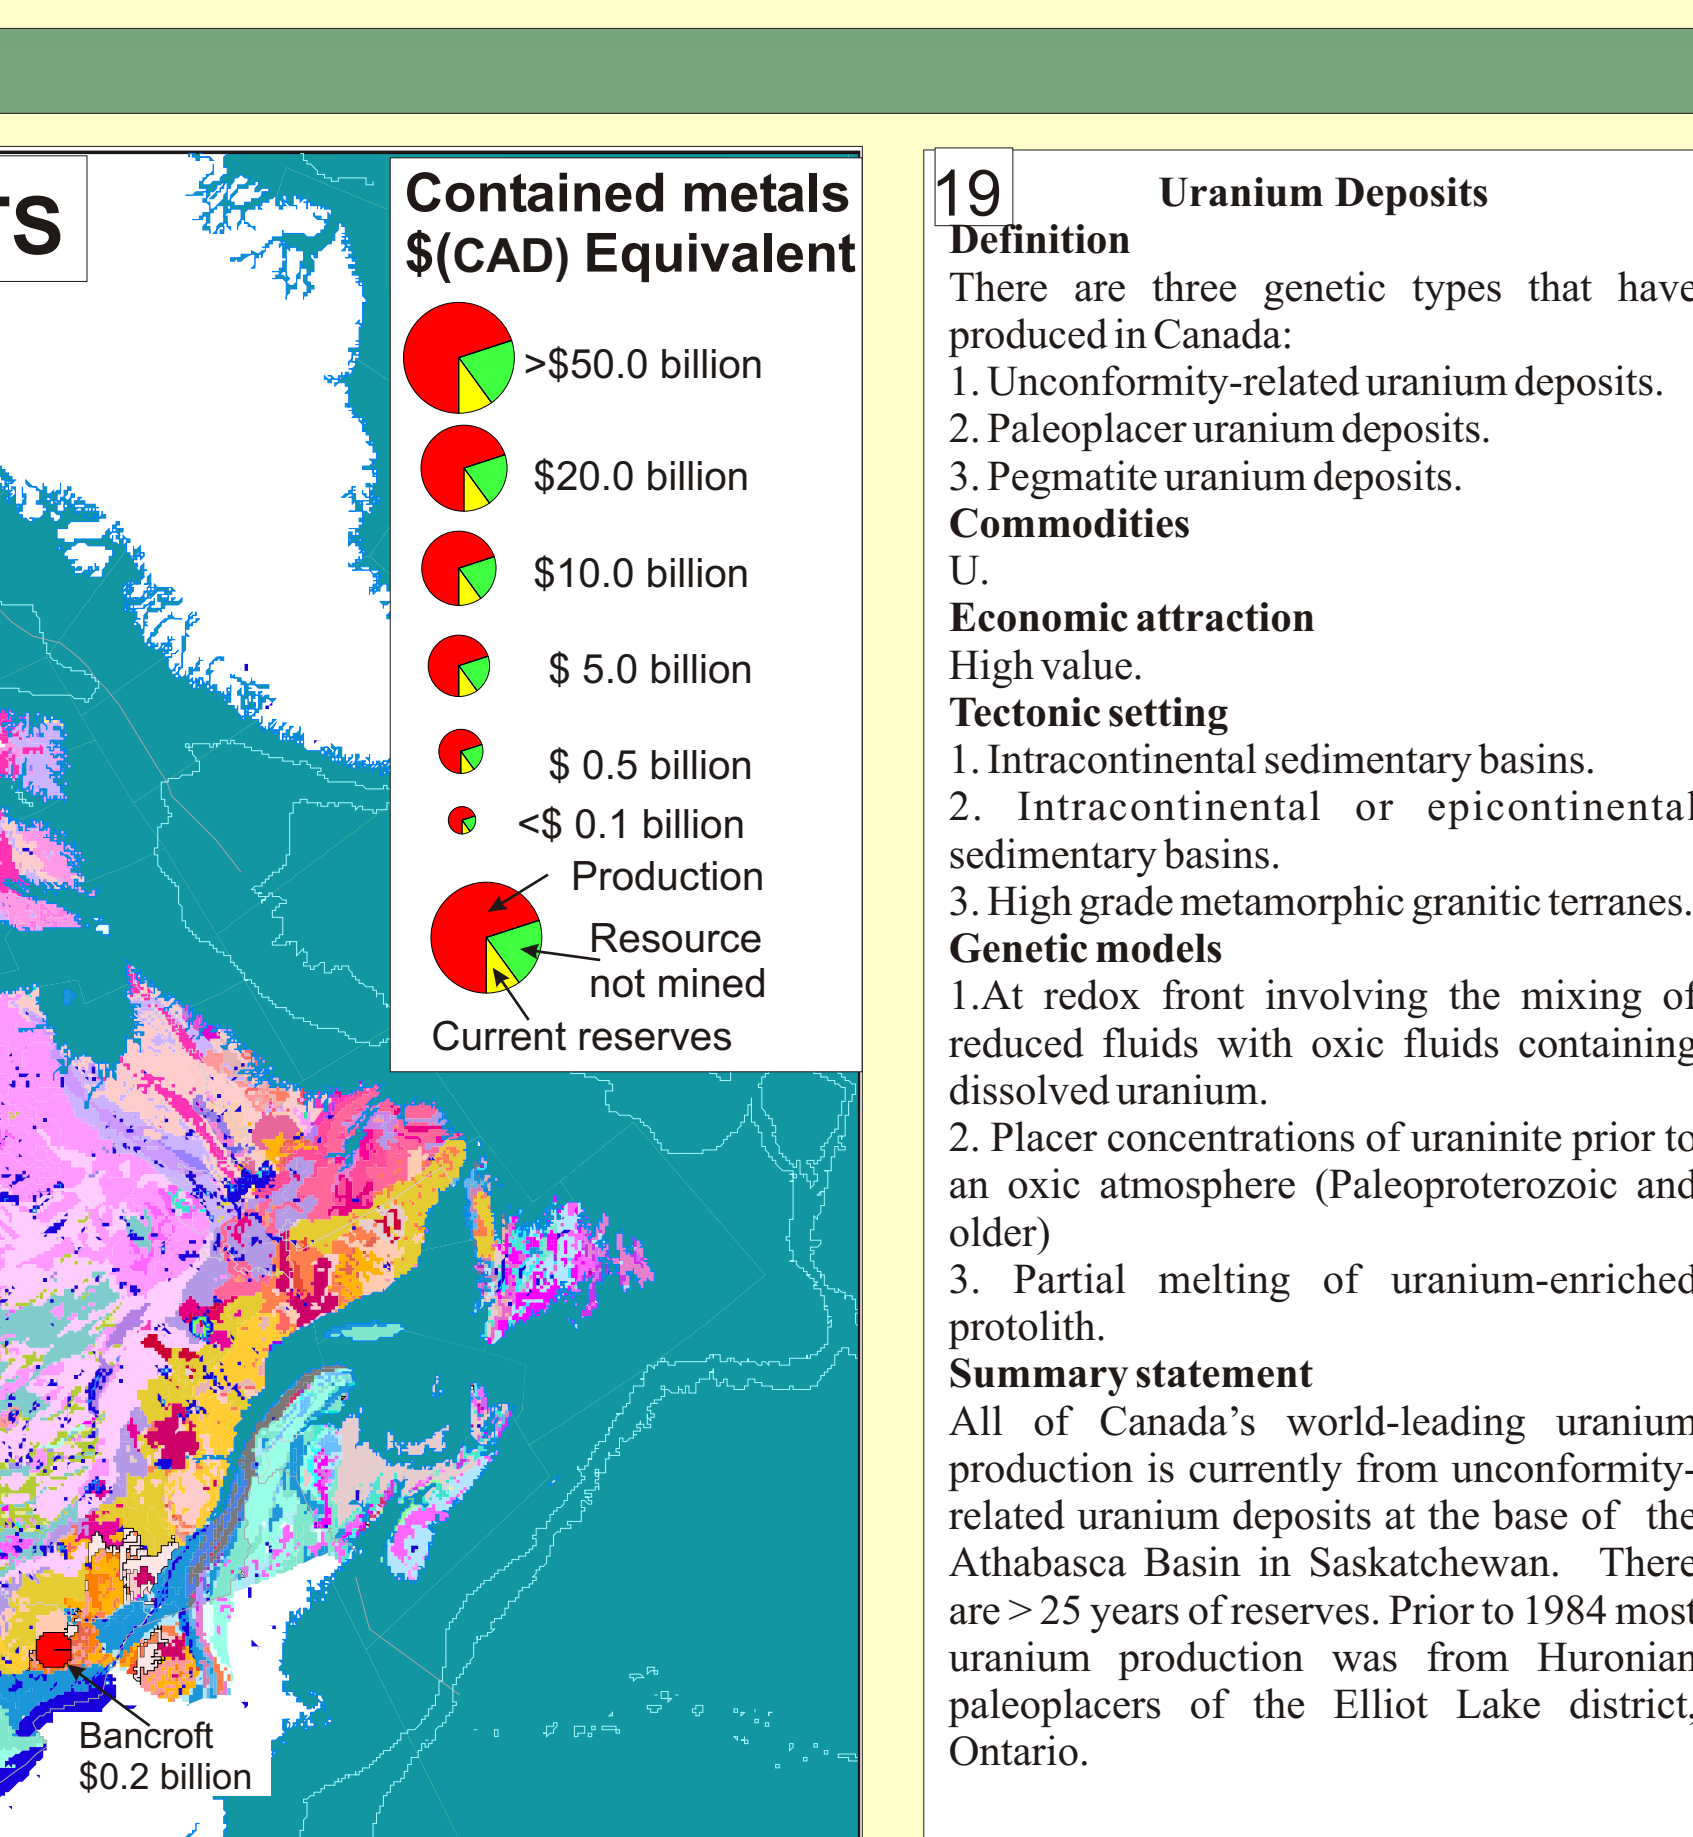 TS
Contained metals
$(CAD) Equivalent
>$50.0 billion
$20.0 billion
$10.0 billion
$ 5.0 billion
$ 0.5 billion
<$ 0.1 billion
Production
Resource
not mined
Current reserves
Bancroft
$0.2 billion
19
Uranium Deposits
Definition
There are three genetic types that have
produced in Canada:
1. Unconformity-related uranium deposits.
2. Paleoplacer uranium deposits.
3. Pegmatite uranium deposits.
Commodities
U.
Economic attraction
High value.
Tectonic setting
1. Intracontinental sedimentary basins.
2. Intracontinental or epicontinental
sedimentary basins.
3. High grade metamorphic granitic terranes.
Genetic models
1.At redox front involving the mixing of
reduced fluids with oxic fluids containing
dissolved uranium.
2. Placer concentrations of uraninite prior to
an oxic atmosphere (Paleoproterozoic and
older)
3. Partial melting of uranium-enriched
protolith.
Summary statement
All of Canada’s world-leading uranium
production is currently from unconformity-
related uranium deposits at the base of the
Athabasca Basin in Saskatchewan. There
are > 25 years of reserves. Prior to 1984 most
uranium production was from Huronian
paleoplacers of the Elliot Lake district,
Ontario.